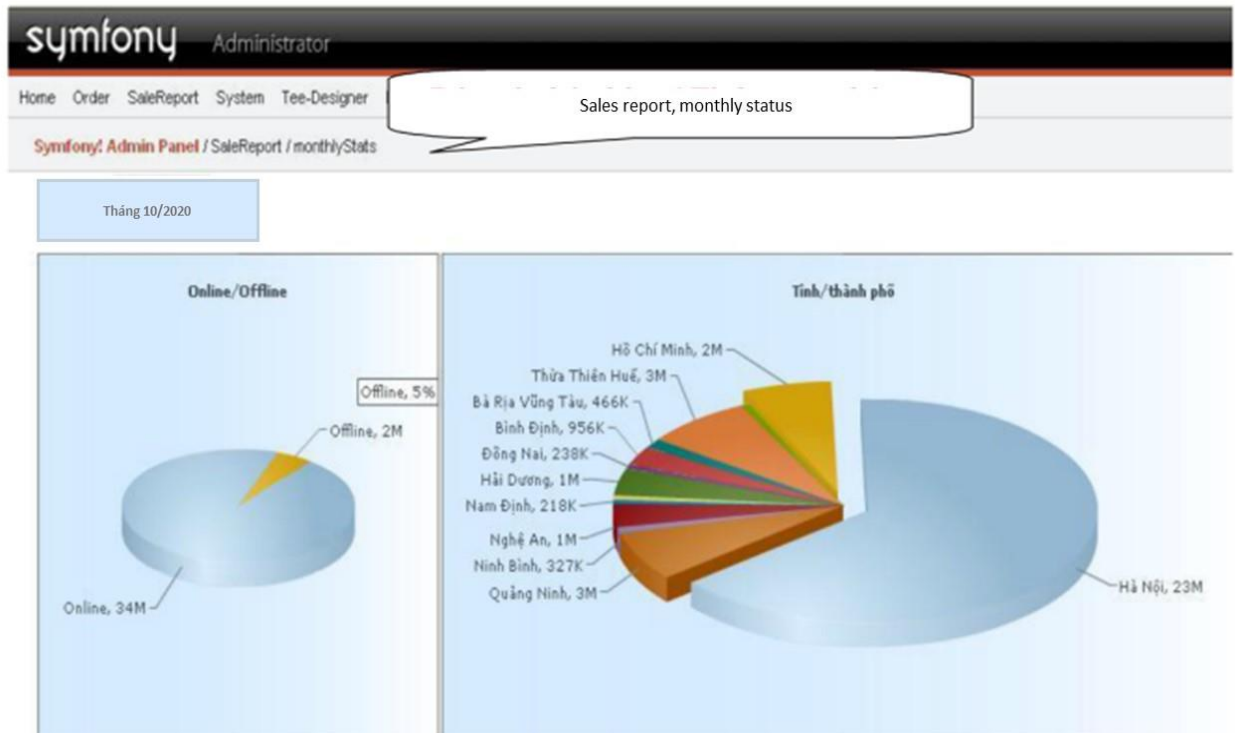 symfony Administrator
Home Order SaleReport System Tee-Designer
Sales report, monthly status
Symfony! Admin Panel / SaleReport / monthlyStats
Tháng 10/2020
Online/Offline
Offline, 5%
Offline, 2M
Online, 34M
Tỉnh/thành phố
Hồ Chí Minh, 2M
Thừa Thiên Huế, 3M
Bà Rịa Vũng Tàu, 466K
Bình Định, 956K
Đồng Nai, 238K
Hải Dương, 1M
Nam Định, 218K
Nghệ An, 1M
Ninh Bình, 327K
Quảng Ninh, 3M
Hà Nội, 23M